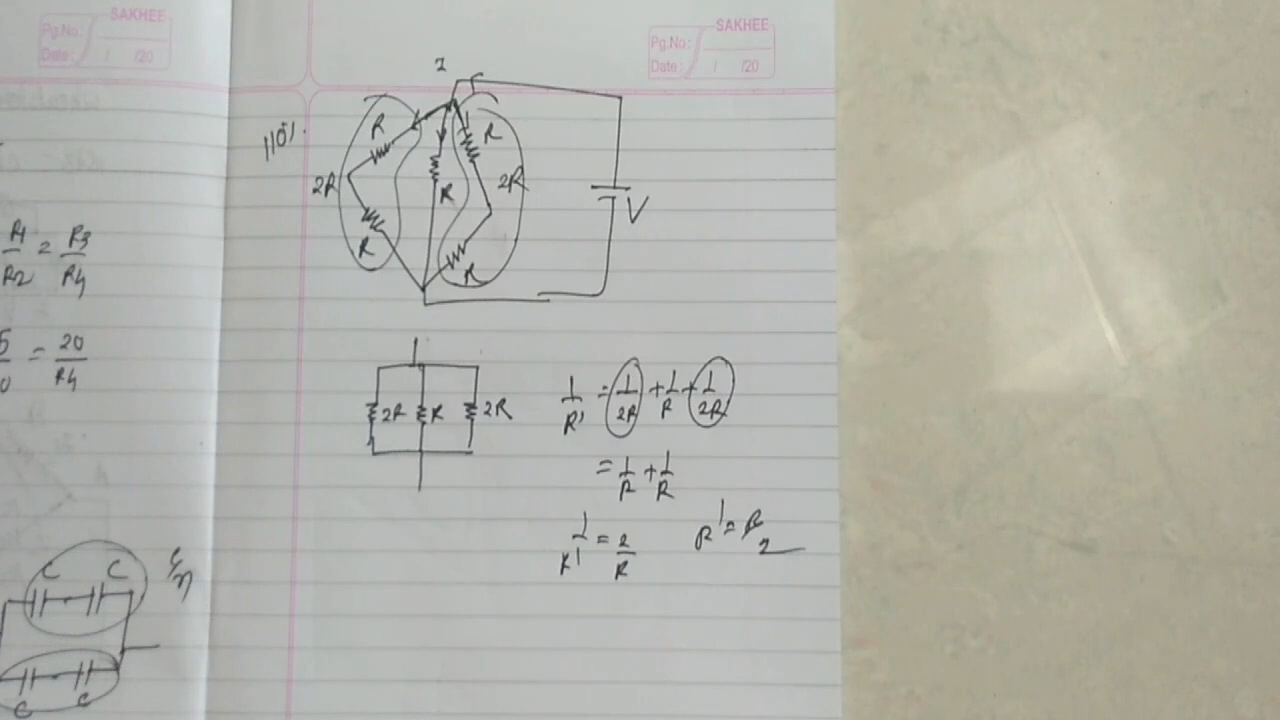 SAKHEE
Pg.No:
Date: / /20
R1/R2 = R3/R4
5/0 = 20/R4
C C
C C
SAKHEE
Pg.No:
Date: / /20
110)
R R
2R R 2R V
R R
2R R 2R
1/R' = 1/2R + 1/R + 1/2R
= 1/R + 1/R
1/R' = 2/R R' = R/2